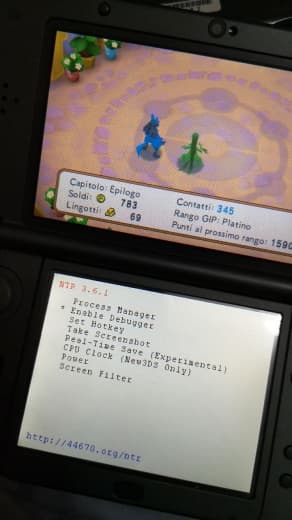 Capitolo: Epilogo
Soldi: 783
Lingotti: 69
Contatti: 345
Rango GIP: Platino
Punti al prossimo rango: 1590
NTR 3.6.1
Process Manager
* Enable Debugger
Set Hotkey
Take Screenshot
Real-Time Save (Experimental)
CPU Clock (New3DS Only)
Power
Screen Filter
http://44670.org/ntr